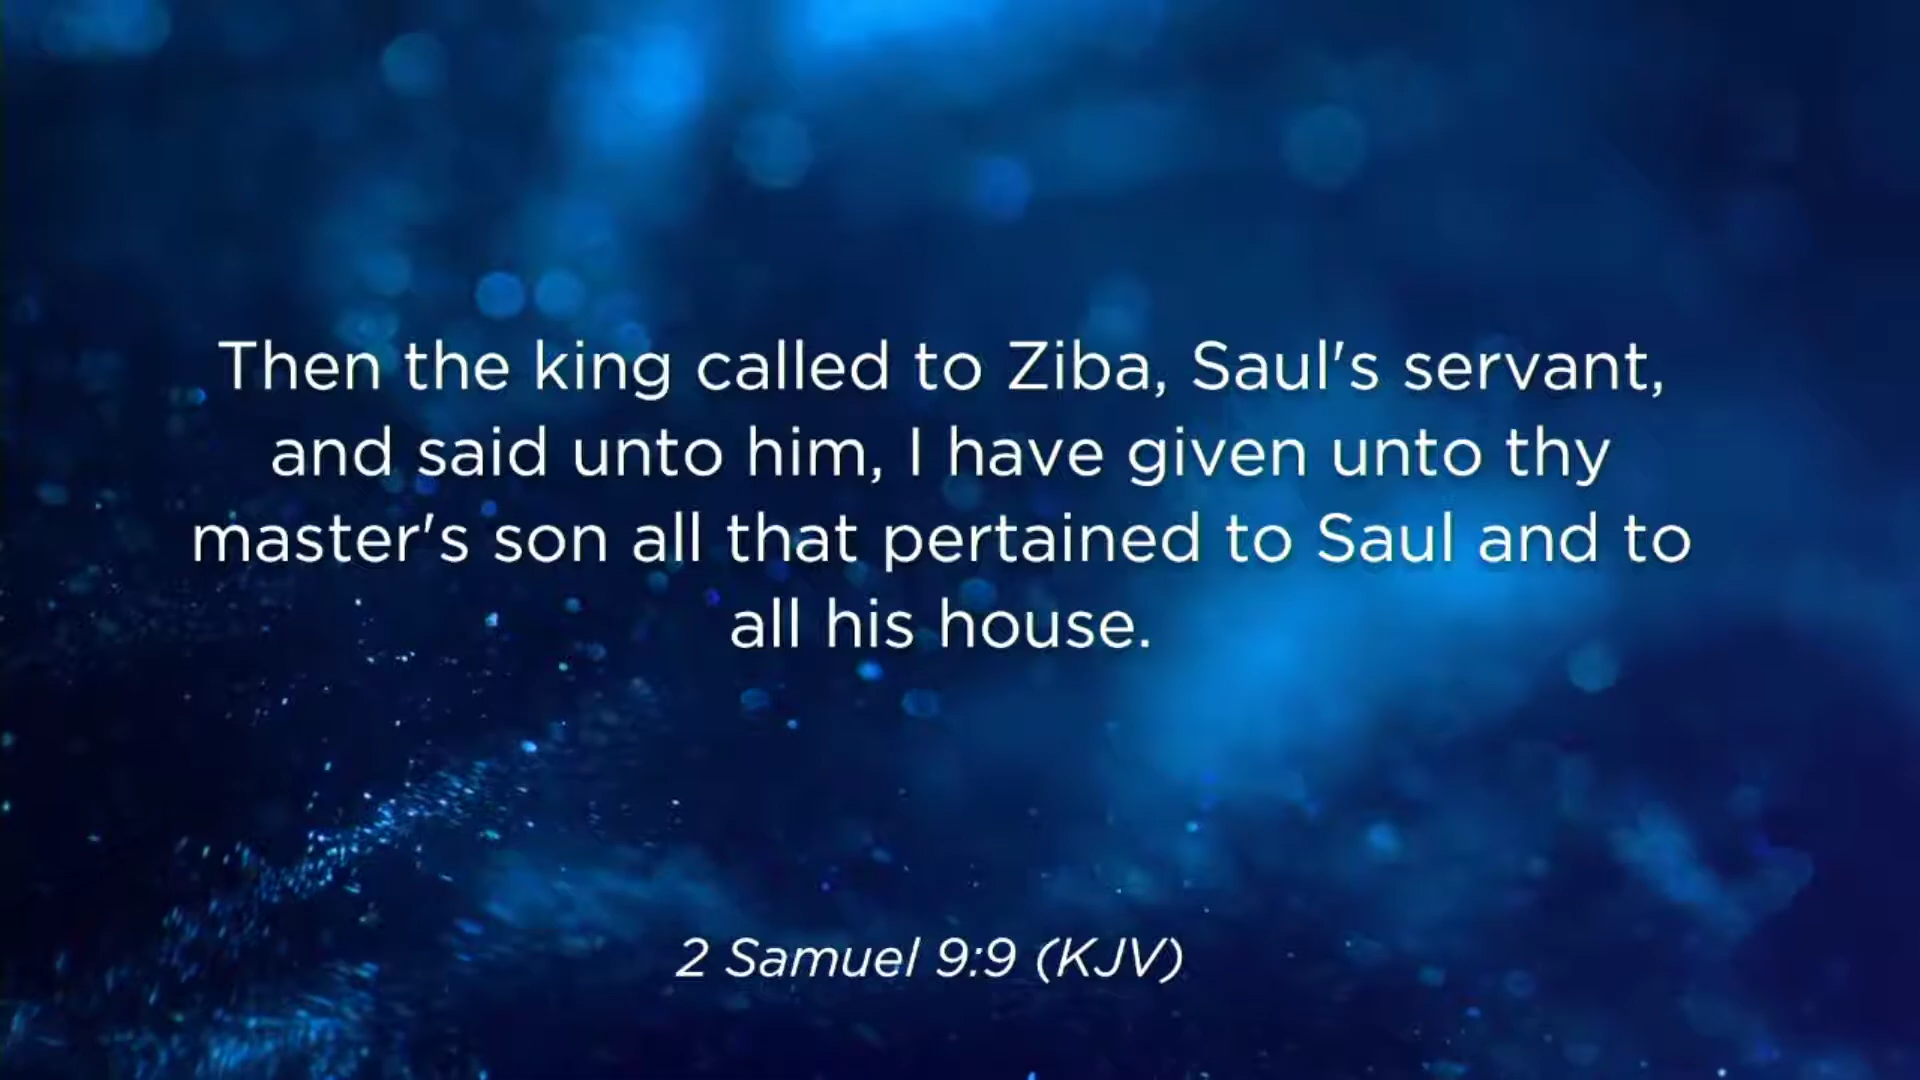 Then the king called to Ziba, Saul's servant,
and said unto him, I have given unto thy
master's son all that pertained to Saul and to
all his house.
2 Samuel 9:9 (KJV)